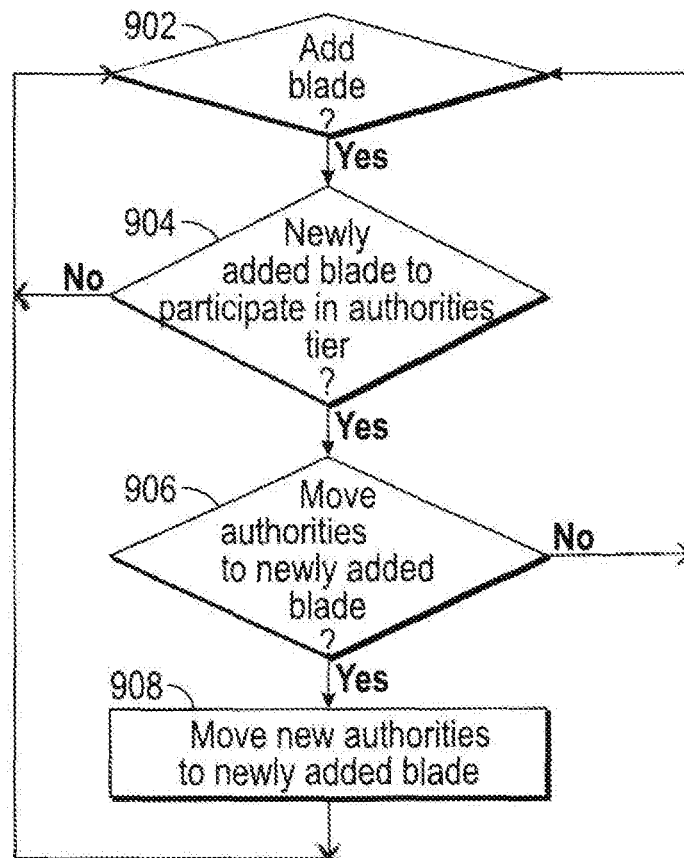 902
Add
blade
?
Yes
904
Newly
added blade to
participate in authorities
tier
?
No
Yes
906
Move
authorities
to newly added
blade
?
No
Yes
908
Move new authorities
to newly added blade